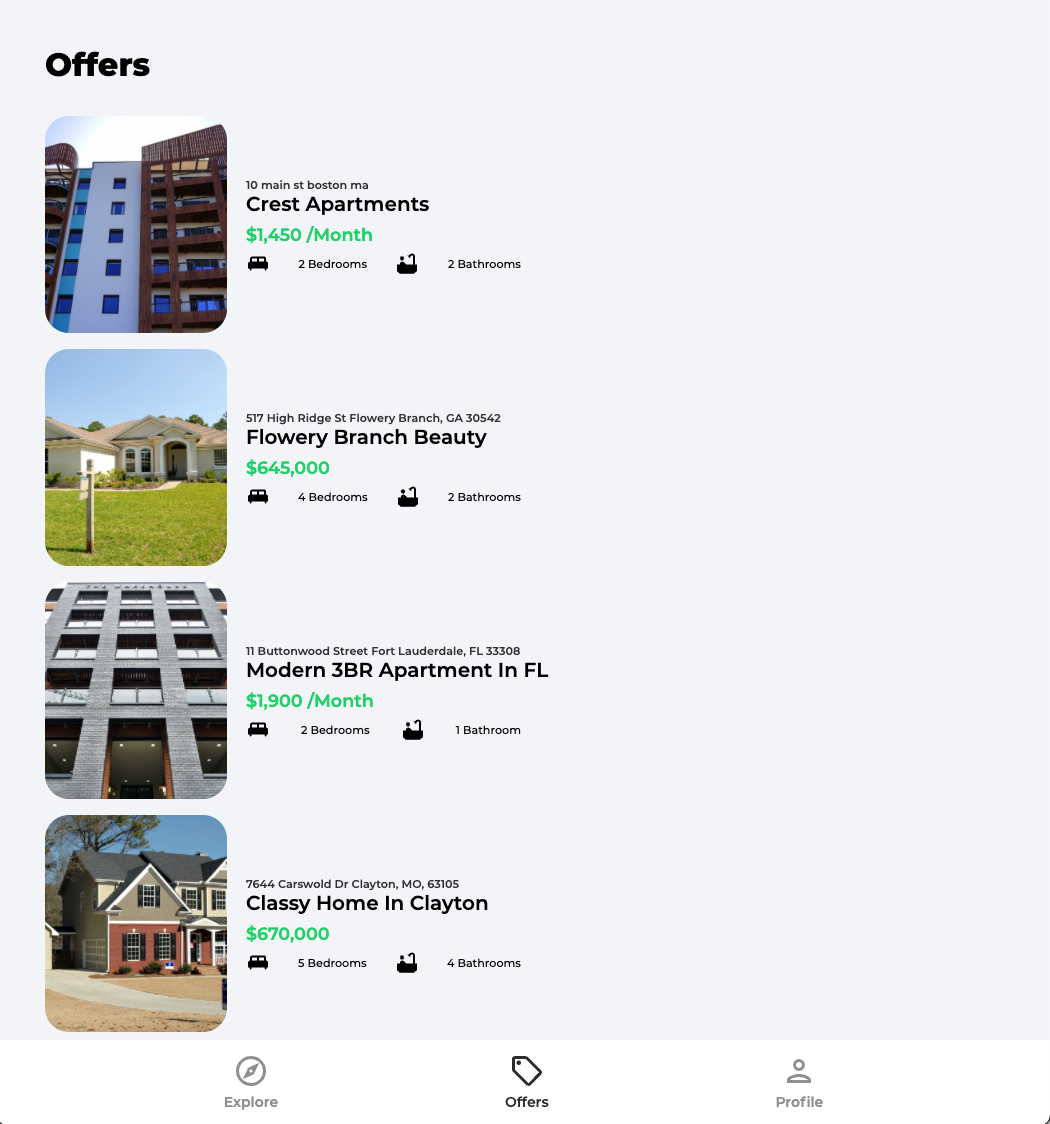 Offers
10 main st boston ma
Crest Apartments
$1,450 /Month
2 Bedrooms 2 Bathrooms
517 High Ridge St Flowery Branch, GA 30542
Flowery Branch Beauty
$645,000
4 Bedrooms 2 Bathrooms
11 Buttonwood Street Fort Lauderdale, FL 33308
Modern 3BR Apartment In FL
$1,900 /Month
2 Bedrooms 1 Bathroom
7644 Carswold Dr Clayton, MO, 63105
Classy Home In Clayton
$670,000
5 Bedrooms 4 Bathrooms
Explore Offers Profile